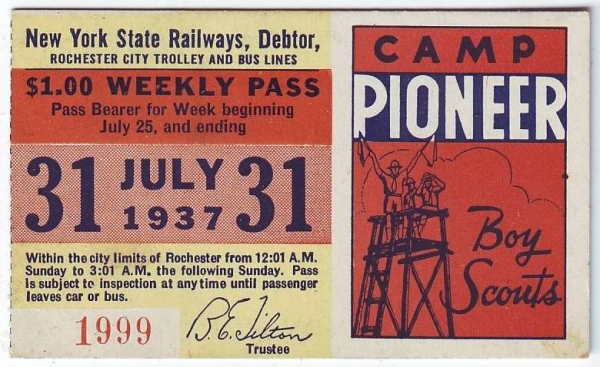 New York State Railways, Debtor,
ROCHESTER CITY TROLLEY AND BUS LINES
$1.00 WEEKLY PASS
Pass Bearer for Week beginning
July 25, and ending
31 JULY 31
1937
Within the city limits of Rochester from 12:01 A.M.
Sunday to 3:01 A.M. the following Sunday. Pass
is subject to inspection at any time until passenger
leaves car or bus.
1999
B.E. Tilton
Trustee
CAMP
PIONEER
Boy
Scouts